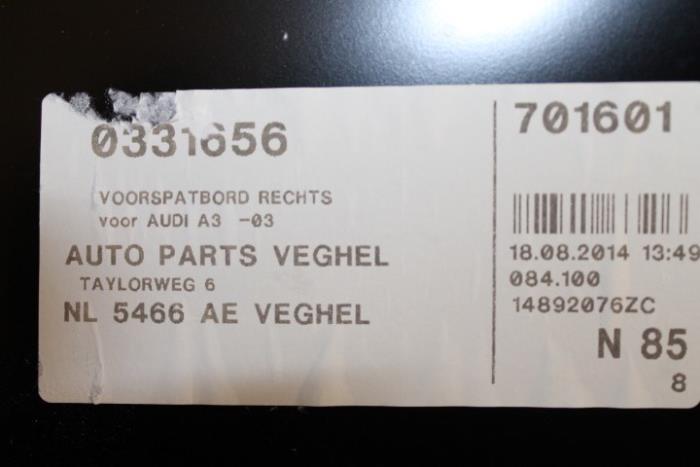 0331656
VOORSPATBORD RECHTS
voor AUDI A3 -03
AUTO PARTS VEGHEL
TAYLORWEG 6
NL 5466 AE VEGHEL
701601
18.08.2014 13:49
084.100
14892076ZC
N 85
8